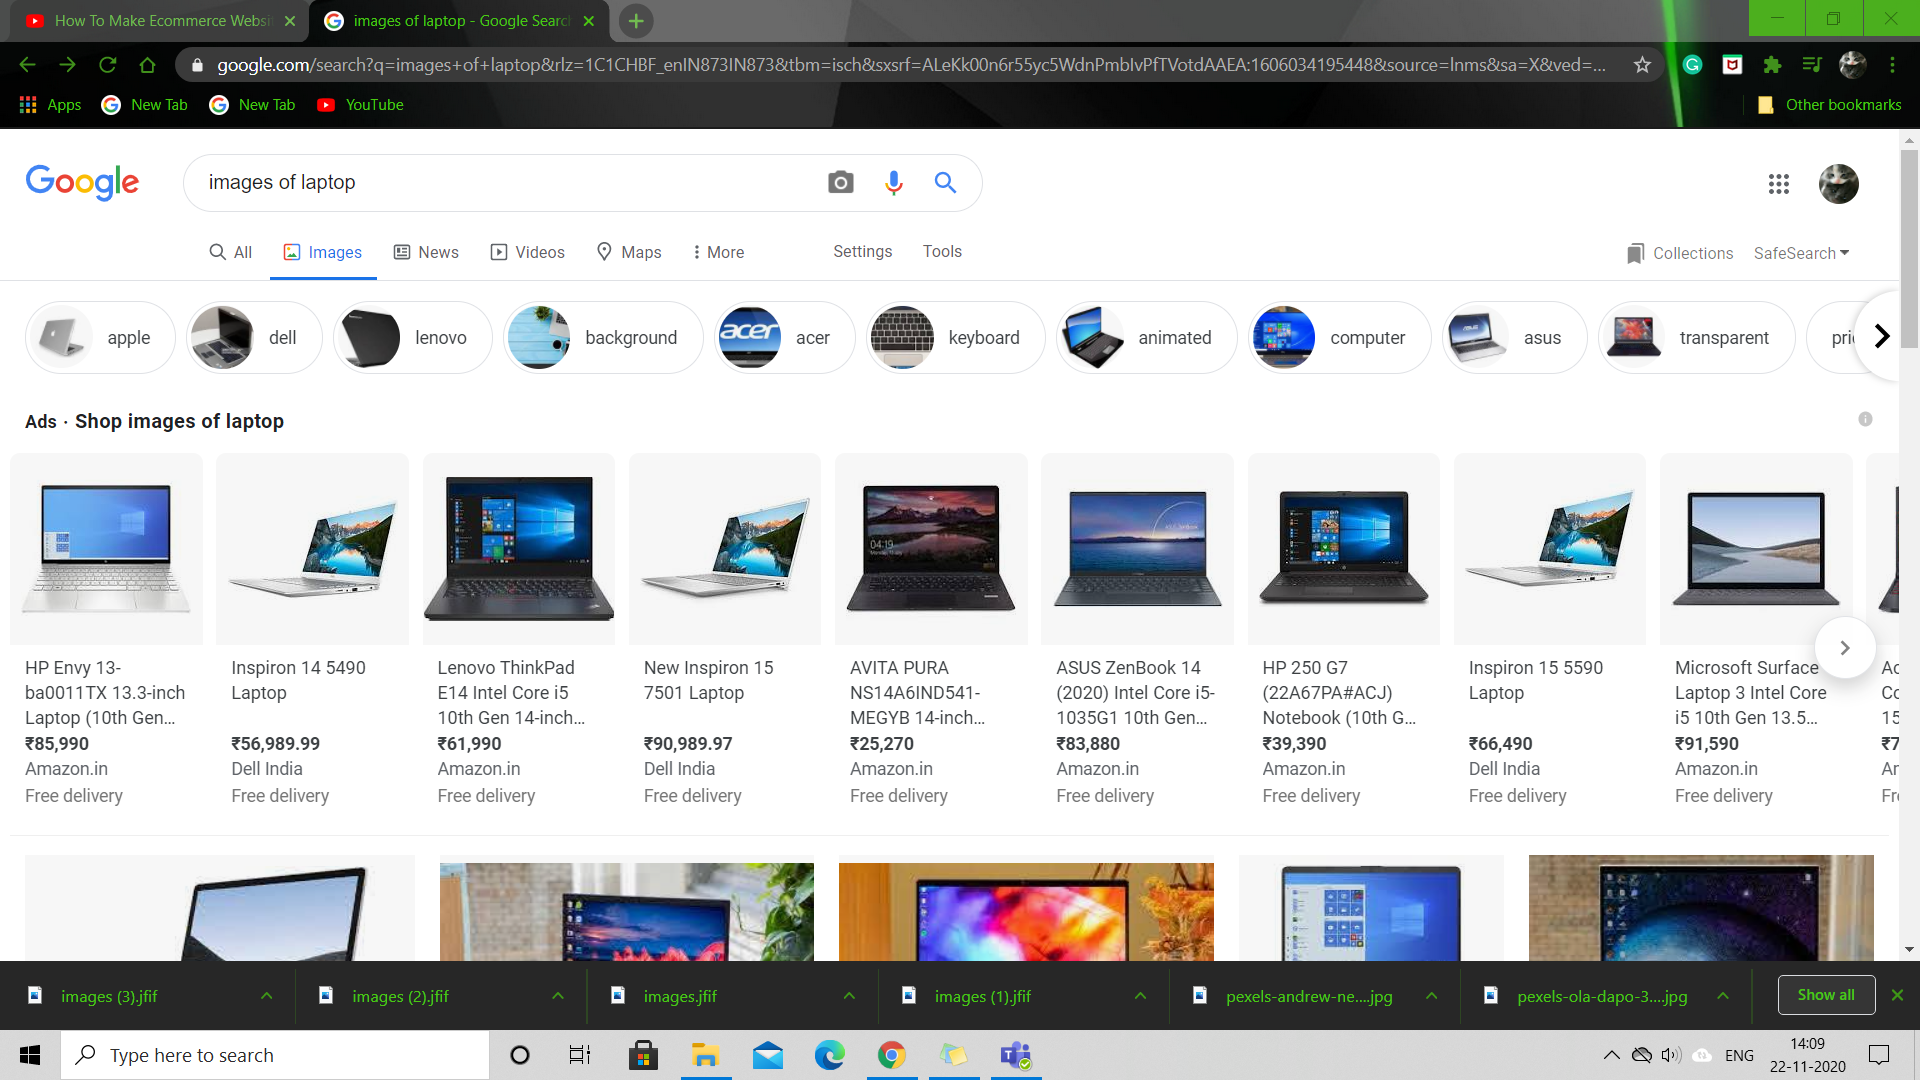 How To Make Ecommerce Websi
images of laptop - Google Search
google.com/search?q=images+of+laptop&rlz=1C1CHBF_enIN873IN873&tbm=isch&sxsrf=ALeKk00n6r55yc5WdnPmbIvPfTVotdAAEA:1606034195448&source=lnms&sa=X&ved=...
Apps New Tab New Tab YouTube Other bookmarks
Google images of laptop
All Images News Videos Maps More Settings Tools Collections SafeSearch
apple dell lenovo background acer keyboard animated computer asus transparent pri
Ads · Shop images of laptop
HP Envy 13-
ba0011TX 13.3-inch
Laptop (10th Gen...
₹85,990
Amazon.in
Free delivery
Inspiron 14 5490
Laptop
₹56,989.99
Dell India
Free delivery
Lenovo ThinkPad
E14 Intel Core i5
10th Gen 14-inch...
₹61,990
Amazon.in
Free delivery
New Inspiron 15
7501 Laptop
₹90,989.97
Dell India
Free delivery
AVITA PURA
NS14A6IND541-
MEGYB 14-inch...
₹25,270
Amazon.in
Free delivery
ASUS ZenBook 14
(2020) Intel Core i5-
1035G1 10th Gen...
₹83,880
Amazon.in
Free delivery
HP 250 G7
(22A67PA#ACJ)
Notebook (10th G...
₹39,390
Amazon.in
Free delivery
Inspiron 15 5590
Laptop
₹66,490
Dell India
Free delivery
Microsoft Surface
Laptop 3 Intel Core
i5 10th Gen 13.5...
₹91,590
Amazon.in
Free delivery
Ac
Co
15
₹7
Ar
Fre
images (3).jfif images (2).jfif images.jfif images (1).jfif pexels-andrew-ne....jpg pexels-ola-dapo-3....jpg Show all
Type here to search
ENG
14:09
22-11-2020